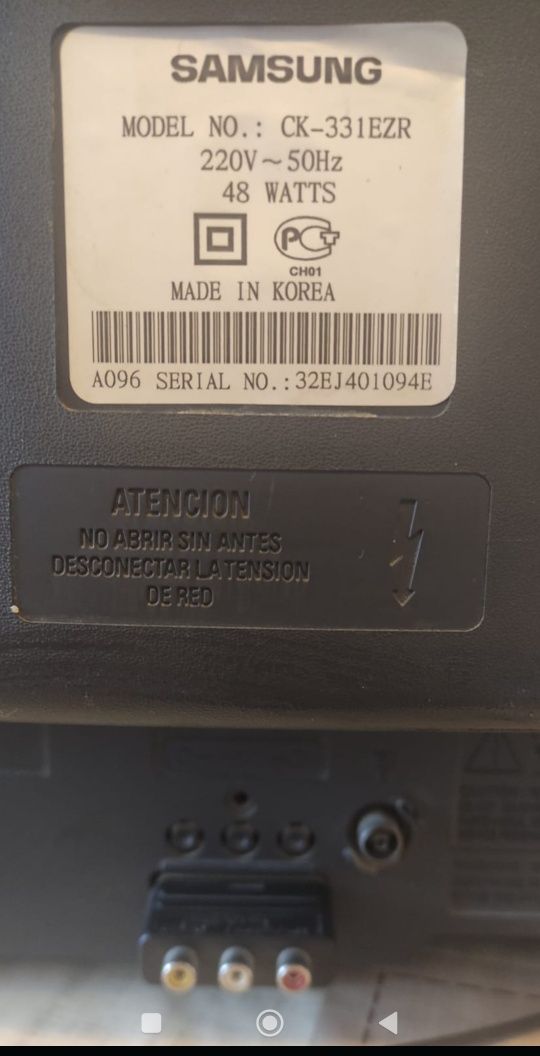 SAMSUNG
MODEL NO.: CK-331EZR
220V~50Hz
48 WATTS
PCT
CH01
MADE IN KOREA
A096 SERIAL NO.:32EJ401094E
ATENCION
NO ABRIR SIN ANTES
DESCONECTAR LA TENSION
DE RED